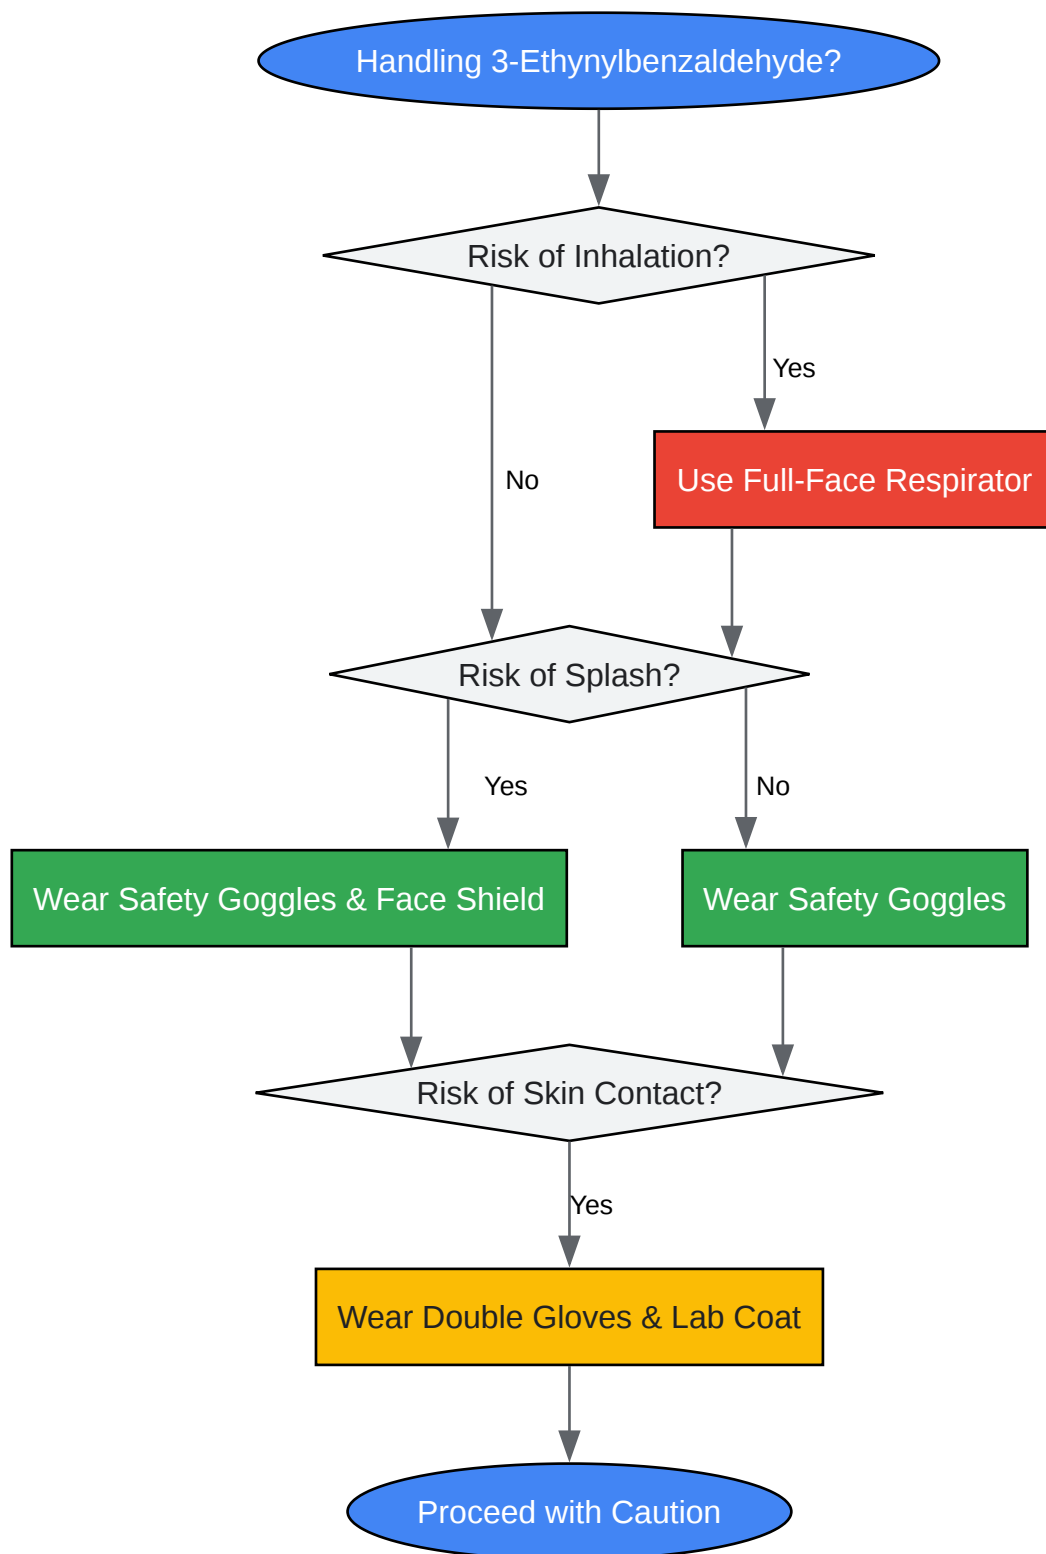 Handling 3-Ethynylbenzaldehyde?
Risk of Inhalation?
Yes
No
Use Full-Face Respirator
Risk of Splash?
Yes
No
Wear Safety Goggles & Face Shield
Wear Safety Goggles
Risk of Skin Contact?
Yes
Wear Double Gloves & Lab Coat
Proceed with Caution